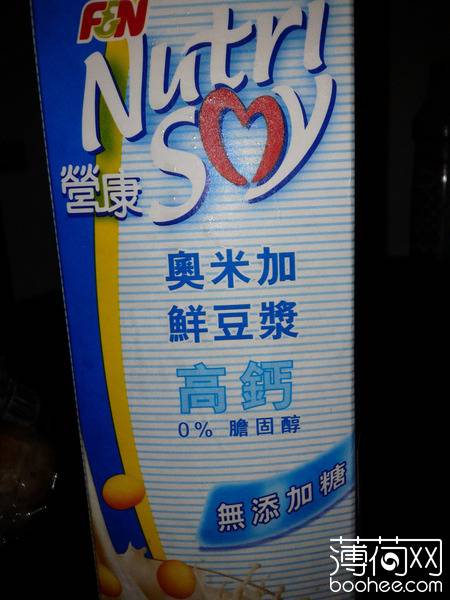 F&N
Nutri
Soy
營康
奧米加
鮮豆漿
高鈣
0% 膽固醇
無添加糖
薄荷网
boohee.com